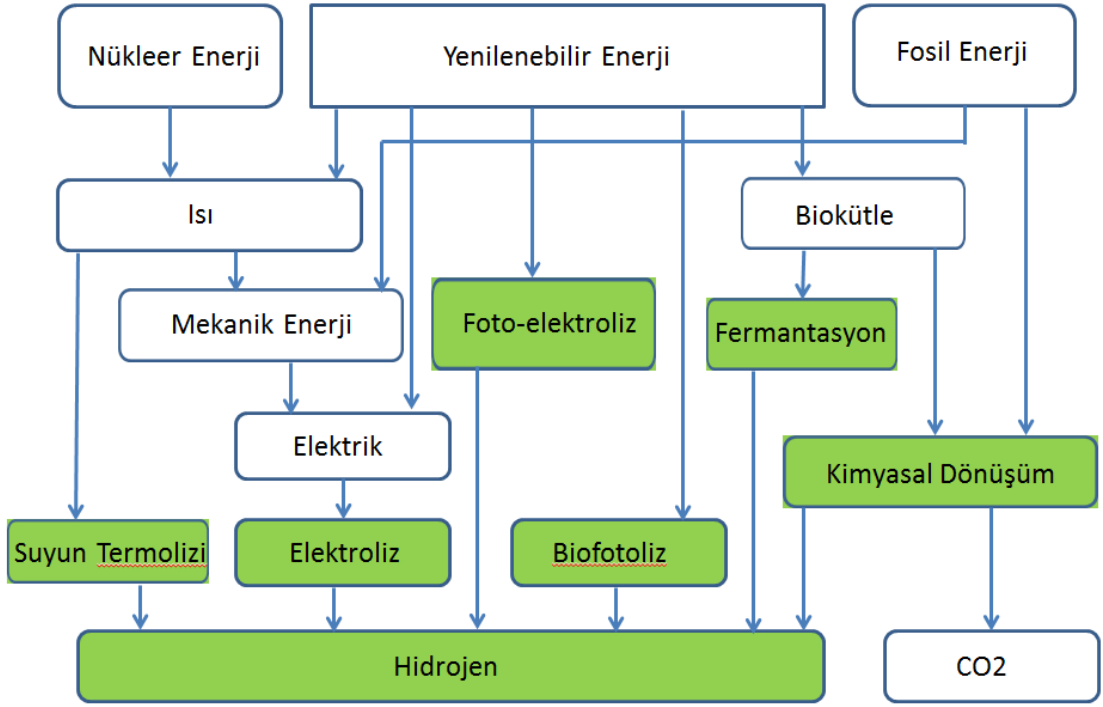 Nükleer Enerji
Yenilenebilir Enerji
Fosil Enerji
Isı
Biokütle
Mekanik Enerji
Foto-elektroliz
Fermantasyon
Elektrik
Kimyasal Dönüşüm
Suyun Termolizi
Elektroliz
Biofotoliz
Hidrojen
CO2